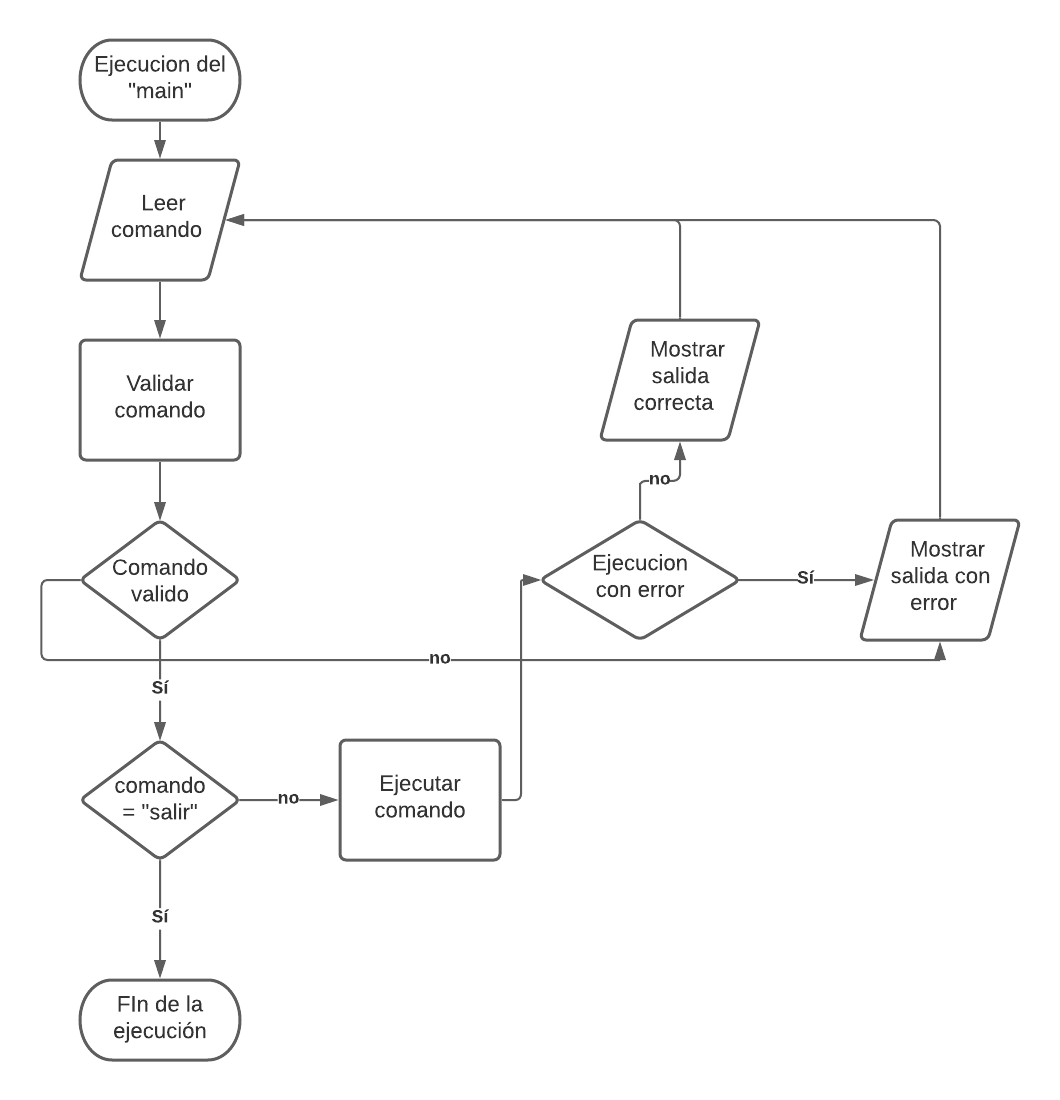 Ejecucion del
"main"
Leer
comando
Validar
comando
Comando
valido
no
Sí
comando
= "salir"
no
Ejecutar
comando
Ejecucion
con error
no
Mostrar
salida
correcta
Sí
Mostrar
salida con
error
Sí
FIn de la
ejecución